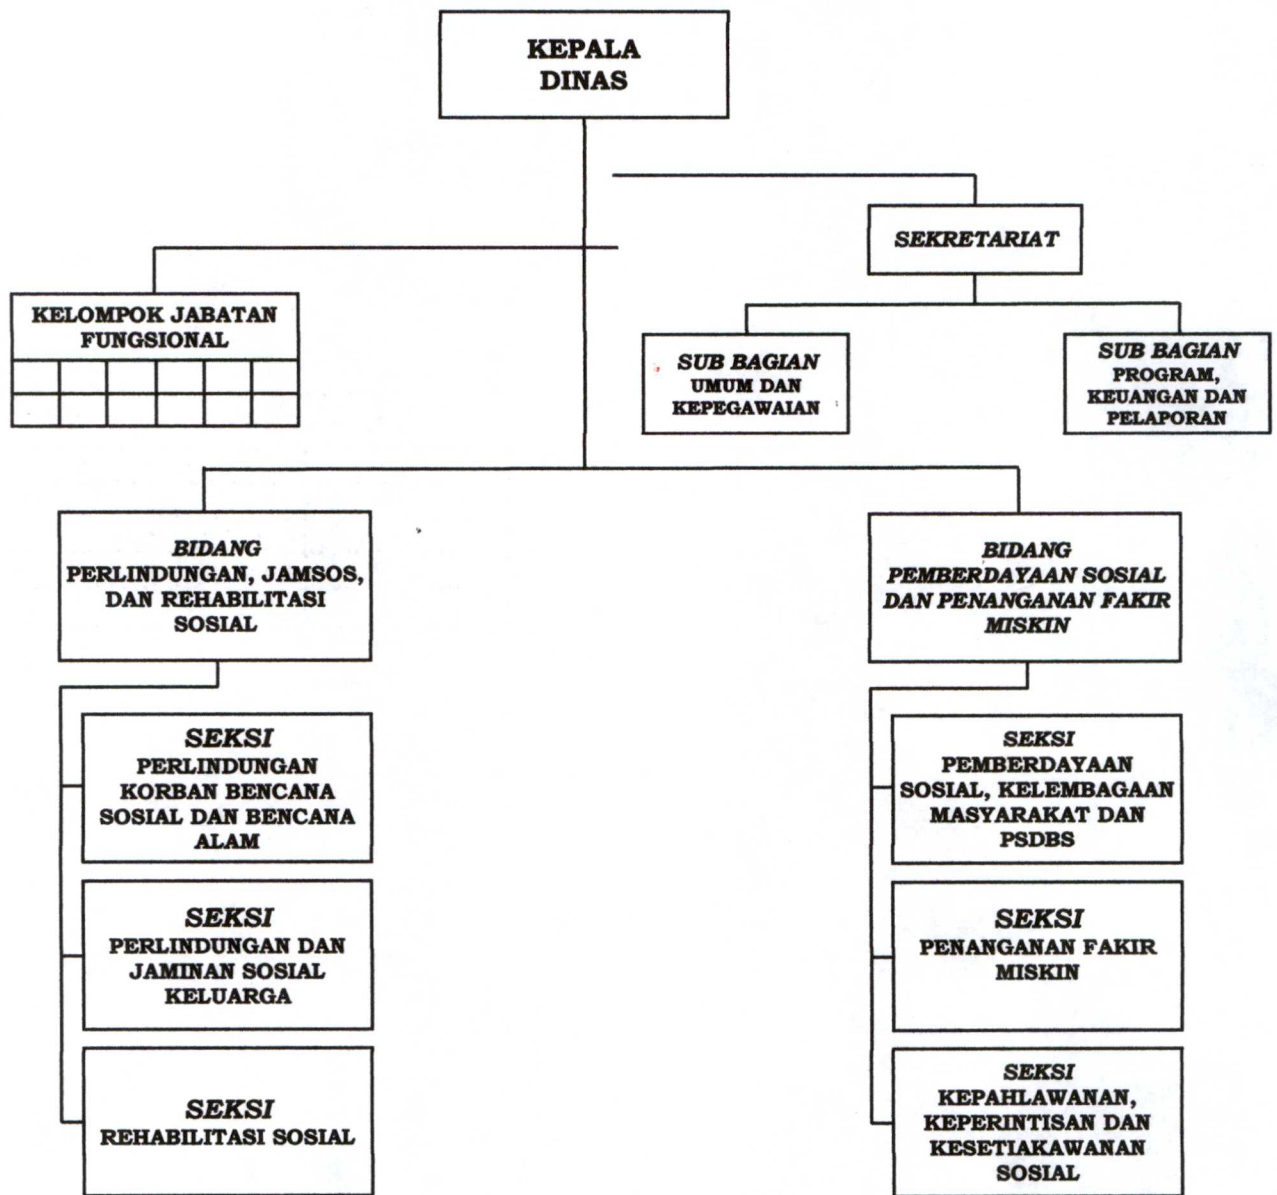 KEPALA
DINAS
SEKRETARIAT
KELOMPOK JABATAN
FUNGSIONAL
SUB BAGIAN
UMUM DAN
KEPEGAWAIAN
SUB BAGIAN
PROGRAM,
KEUANGAN DAN
PELAPORAN
BIDANG
PERLINDUNGAN, JAMSOS,
DAN REHABILITASI
SOSIAL
SEKSI
PERLINDUNGAN
KORBAN BENCANA
SOSIAL DAN BENCANA
ALAM
SEKSI
PERLINDUNGAN DAN
JAMINAN SOSIAL
KELUARGA
SEKSI
REHABILITASI SOSIAL
BIDANG
PEMBERDAYAAN SOSIAL
DAN PENANGANAN FAKIR
MISKIN
SEKSI
PEMBERDAYAAN
SOSIAL, KELEMBAGAAN
MASYARAKAT DAN
PSDBS
SEKSI
PENANGANAN FAKIR
MISKIN
SEKSI
KEPAHLAWANAN,
KEPERINTISAN DAN
KESETIAKAWANAN
SOSIAL